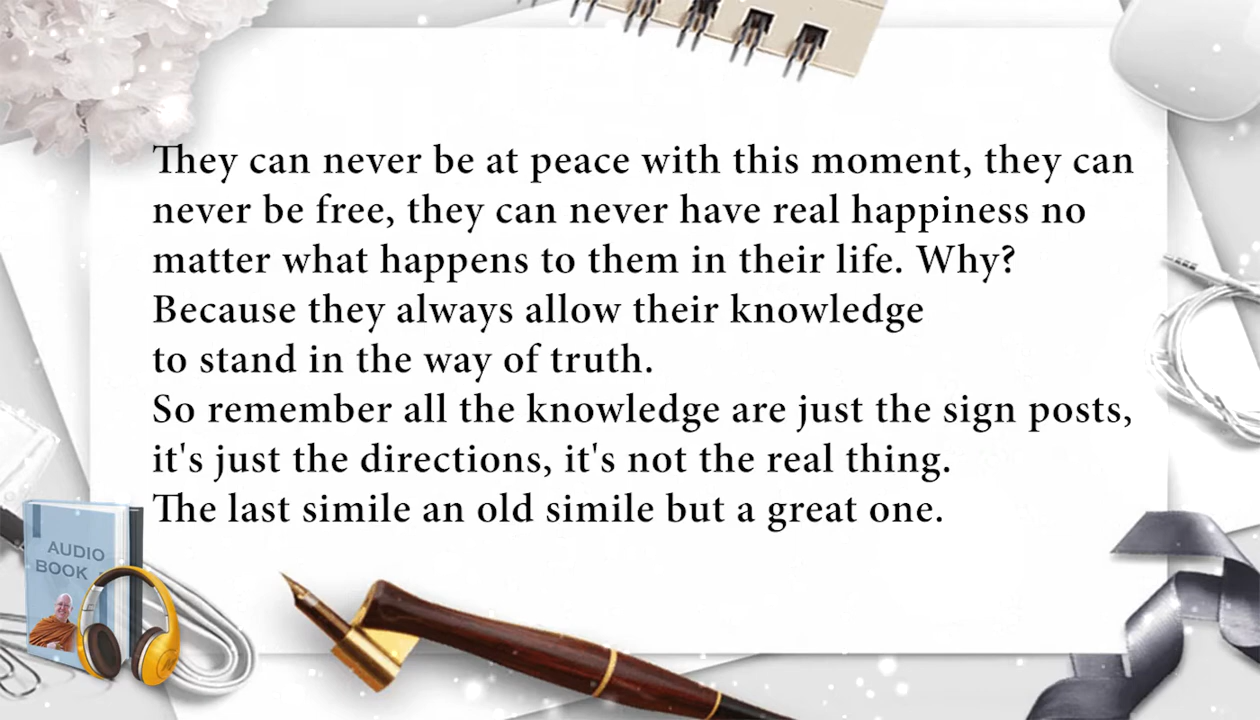 They can never be at peace with this moment, they can
never be free, they can never have real happiness no
matter what happens to them in their life. Why?
Because they always allow their knowledge
to stand in the way of truth.
So remember all the knowledge are just the sign posts,
it's just the directions, it's not the real thing.
The last simile an old simile but a great one.
AUDIO
BOOK